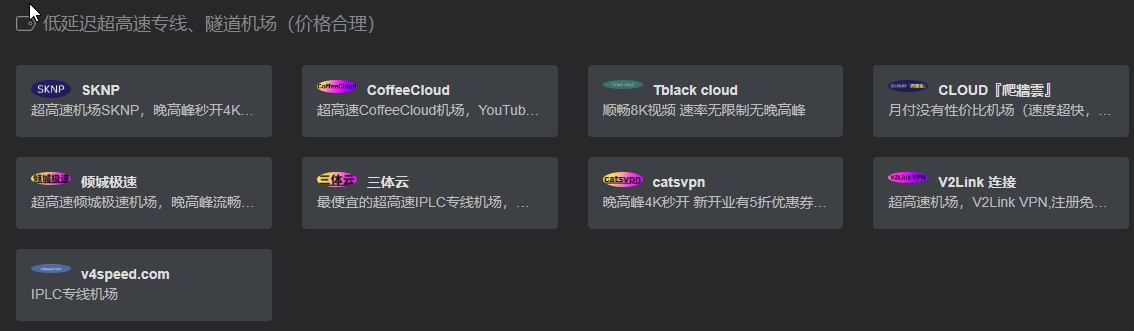 低延迟超高速专线、隧道机场（价格合理）
SKNP SKNP
超高速机场SKNP，晚高峰秒开4K…
CoffeeCloud CoffeeCloud
超高速CoffeeCloud机场，YouTub…
Tblack cloud Tblack cloud
顺畅8K视频 速率无限制无晚高峰
CLOUD『爬牆雲』 CLOUD『爬牆雲』
月付没有性价比机场（速度超快，…
倾城极速 倾城极速
超高速倾城极速机场，晚高峰流畅…
三体云 三体云
最便宜的超高速IPLC专线机场，…
catsvpn catsvpn
晚高峰4K秒开 新开业有5折优惠券…
V2Link VPN V2Link 连接
超高速机场，V2Link VPN,注册免…
v4speed.com
IPLC专线机场